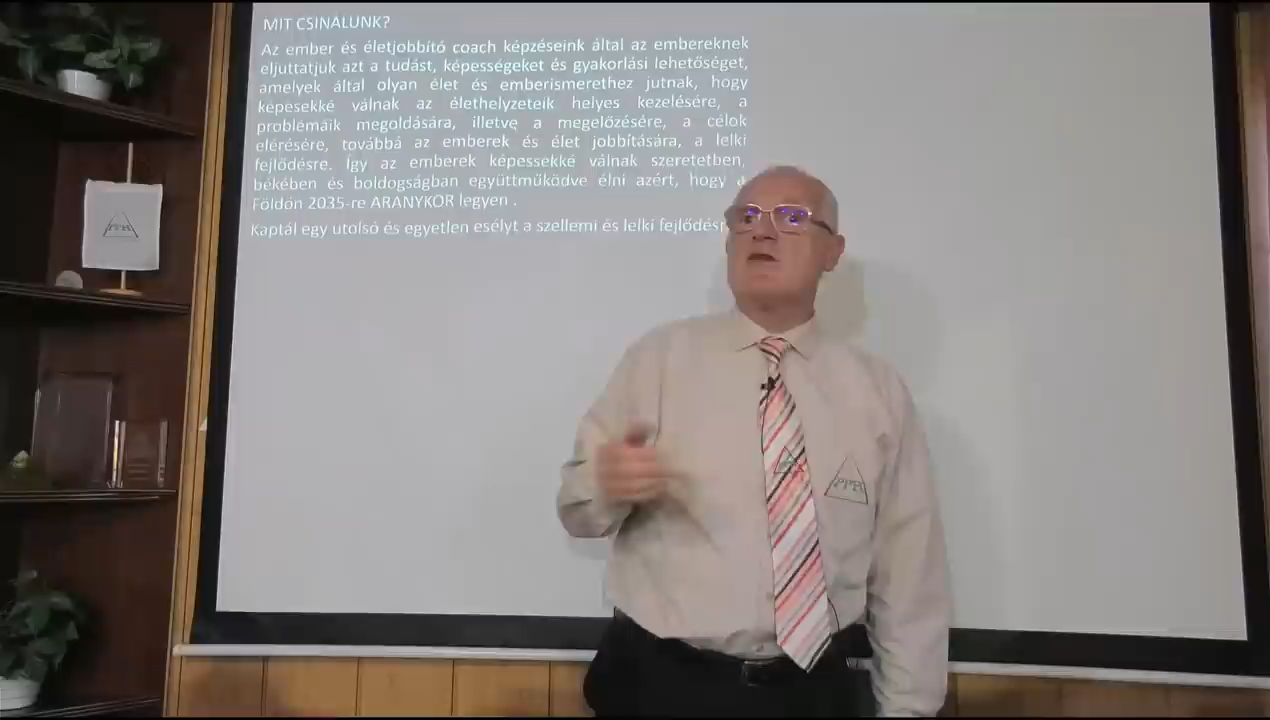 MIT CSINÁLUNK?
Az ember és életjobbító coach képzéseink által az embereknek
eljuttatjuk azt a tudást, képességeket és gyakorlási lehetőséget,
amelyek által olyan élet és emberismerethez jutnak, hogy
képesekké válnak az élethelyzeteik helyes kezelésére, a
problémáik megoldására, illetve a megelőzésére, a célok
elérésére, továbbá az emberek és élet jobbítására, a lelki
fejlődésre. Így az emberek képessekké válnak szeretetben,
békében és boldogságban együttműködve élni azért, hogy a
Földön 2035-re ARANYKOR legyen .
Kaptál egy utolsó és egyetlen esélyt a szellemi és lelki fejlődésr